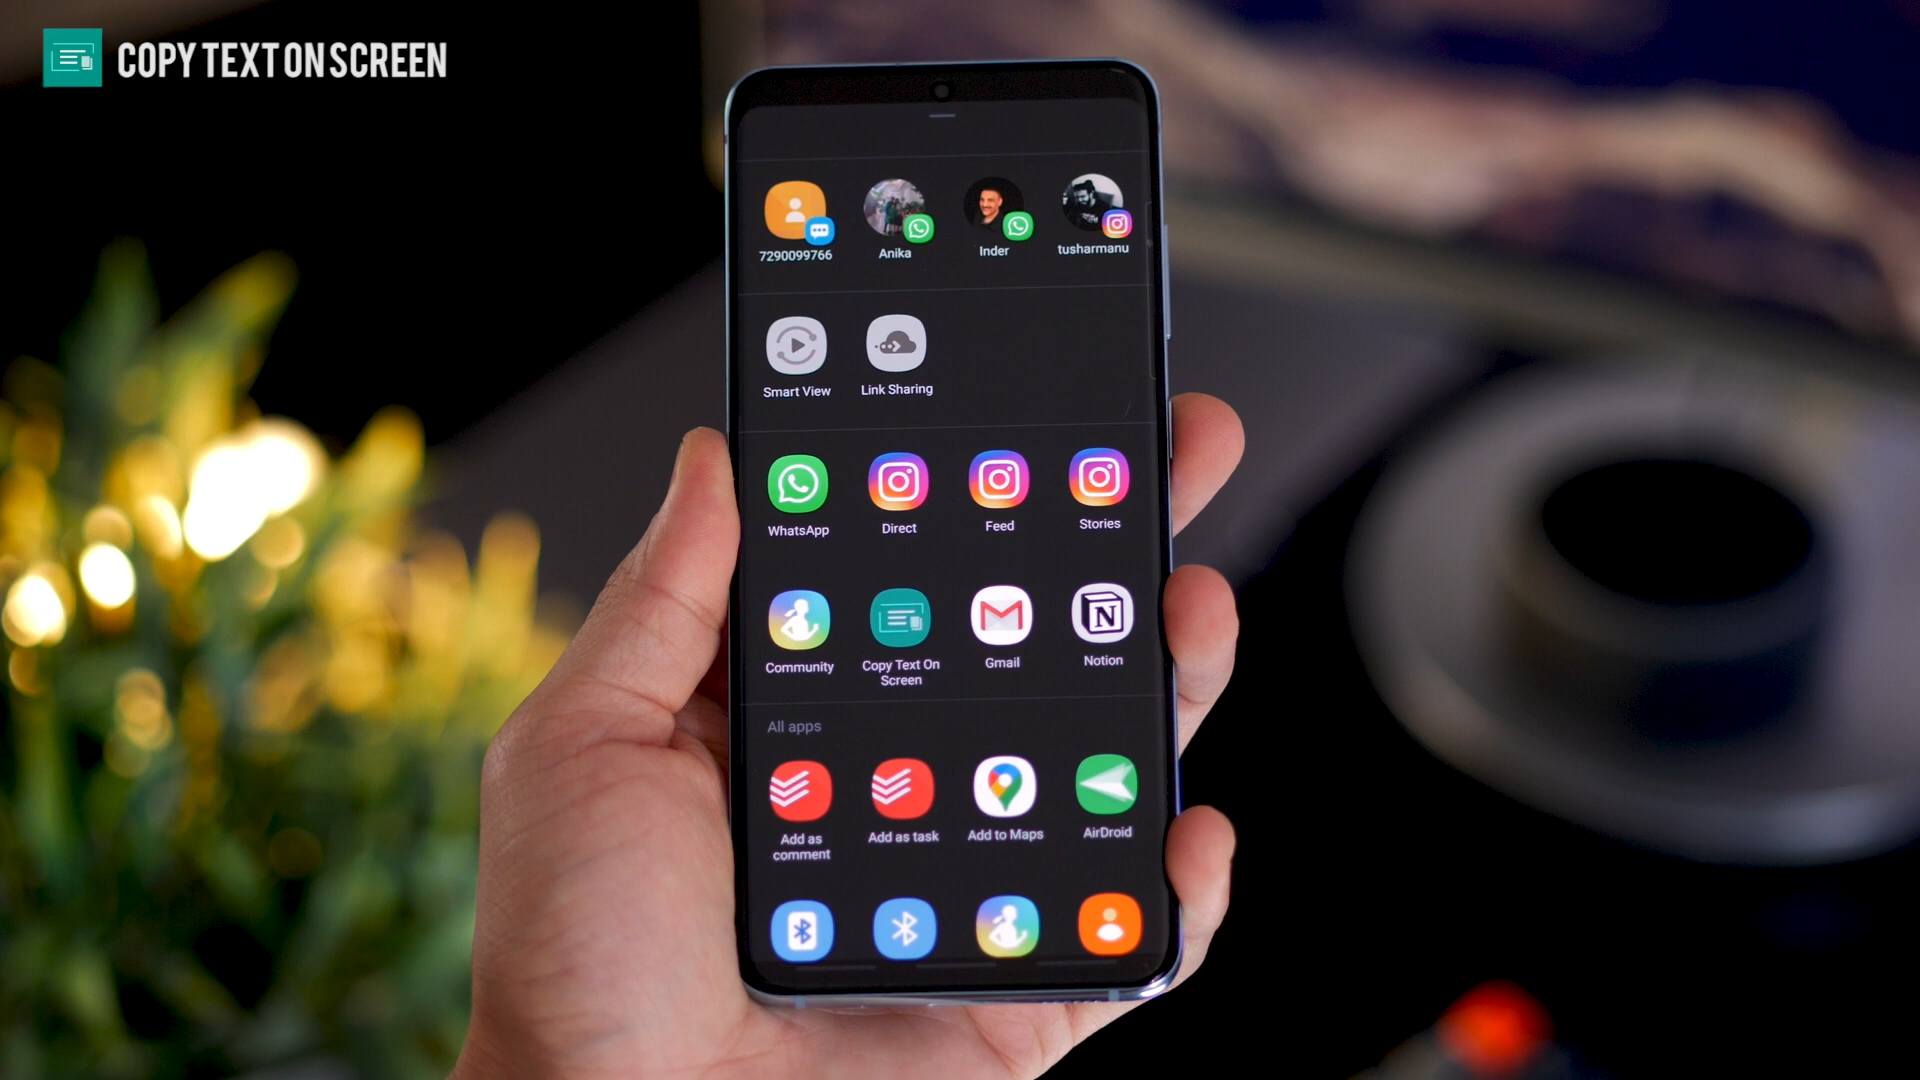 COPY TEXT ON SCREEN
7290099766
Anika
Inder
tusharmanu
Smart View
Link Sharing
WhatsApp
Direct
Feed
Stories
Community
Copy Text On
Screen
Gmail
Notion
All apps
Add as
comment
Add as task
Add to Maps
AirDroid